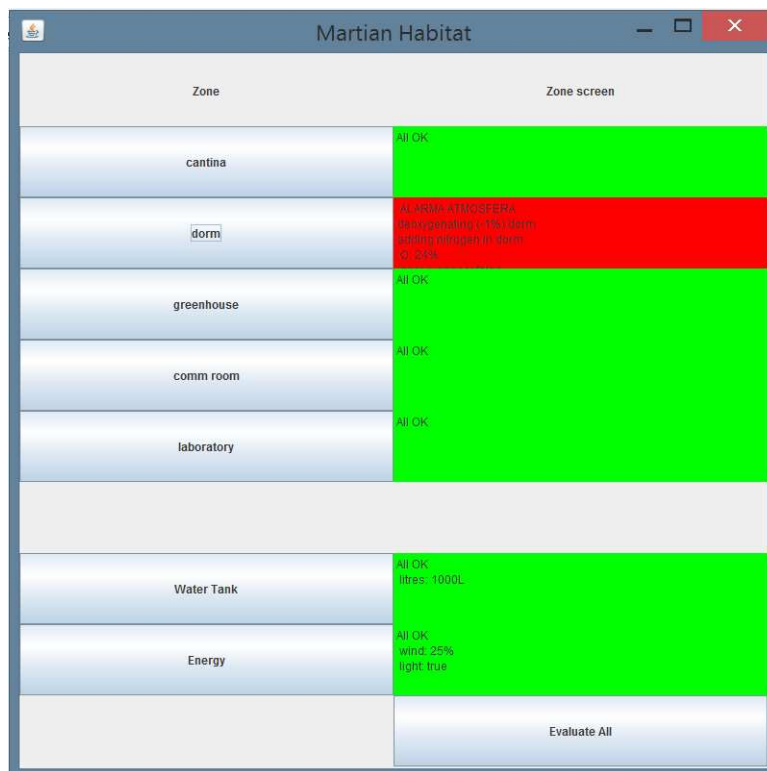 Martian Habitat
Zone
Zone screen
cantina
All OK
dorm
ALARMA ATMOSFERA
deoxygenating (-1%) dorm
adding nitrogen in dorm
O: 24%
greenhouse
All OK
comm room
All OK
laboratory
All OK
Water Tank
All OK
litres: 1000L
Energy
All OK
wind: 25%
light: true
Evaluate All